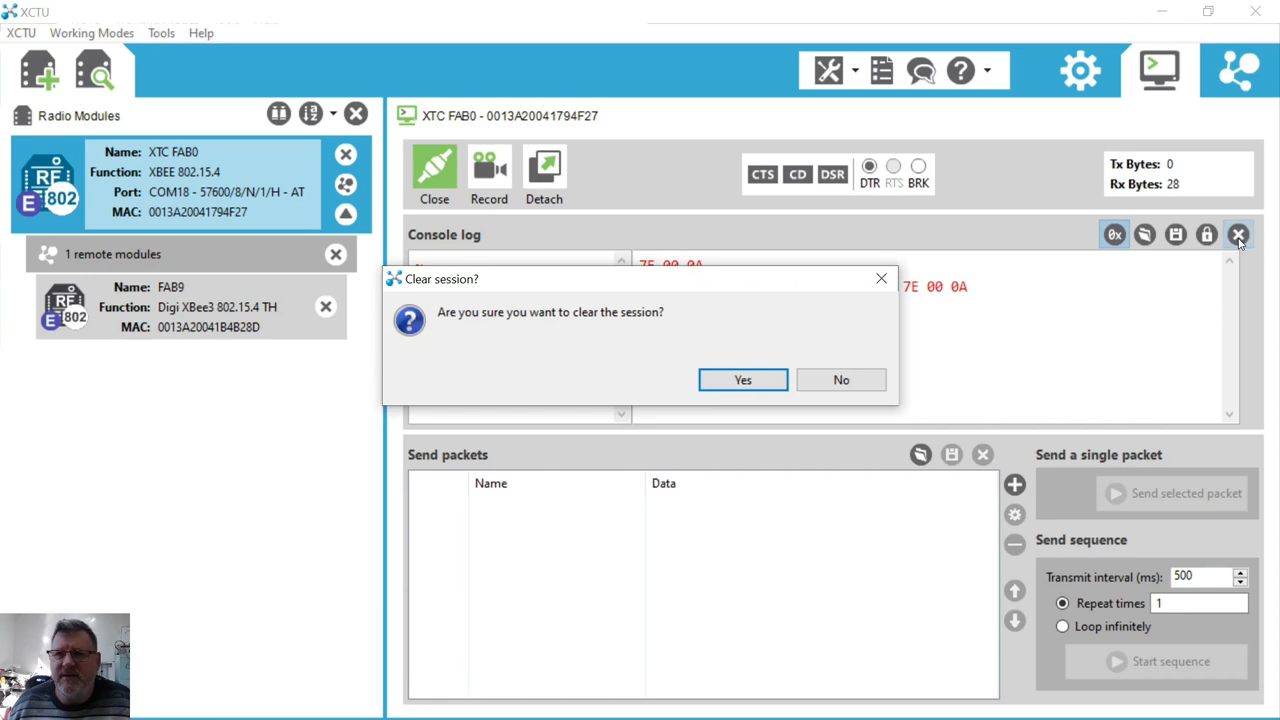 XCTU
XCTU Working Modes Tools Help
Radio Modules
Name: XTC FAB0
Function: XBEE 802.15.4
Port: COM18 - 57600/8/N/1/H - AT
MAC: 0013A20041794F27
RF
802
E
1 remote modules
Name: FAB9
Function: Digi XBee3 802.15.4 TH
MAC: 0013A20041B4B28D
RF
802
E
XTC FAB0 - 0013A20041794F27
Close Record Detach
CTS CD DSR DTR RTS BRK
Tx Bytes: 0
Rx Bytes: 28
Console log
0x
7E 00 0A
7E 00 0A
Clear session?
Are you sure you want to clear the session?
Yes No
Send packets
Name Data
Send a single packet
Send selected packet
Send sequence
Transmit interval (ms): 500
Repeat times 1
Loop infinitely
Start sequence